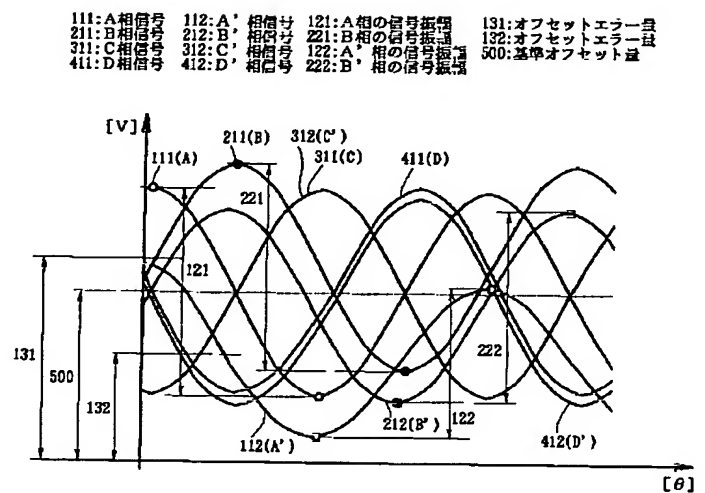 111:A相信号 112:A' 相信号 121:A相の信号振幅 131:オフセットエラー量
211:B相信号 212:B' 相信号 221:B相の信号振幅 132:オフセットエラー量
311:C相信号 312:C' 相信号 122:A' 相の信号振幅 500:基準オフセット量
411:D相信号 412:D' 相信号 222:B' 相の信号振幅
[V]
211(B)
312(C')
111(A)
311(C)
411(D)
221
121
131
500
132
222
122
212(B')
112(A')
412(D')
[θ]